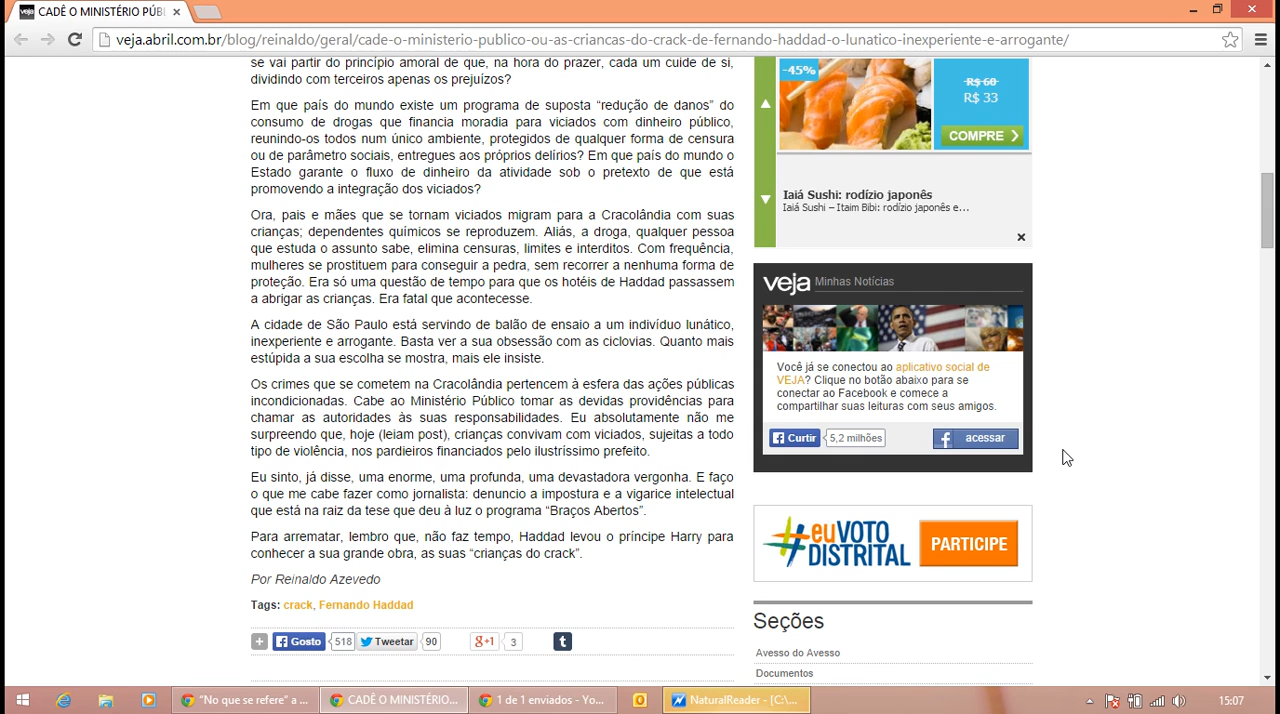 veja
CADÊ O MINISTÉRIO PÚBL
veja.abril.com.br/blog/reinaldo/geral/cade-o-ministerio-publico-ou-as-criancas-do-crack-de-fernando-haddad-o-lunatico-inexperiente-e-arrogante/
se vai partir do princípio amoral de que, na hora do prazer, cada um cuide de si,
dividindo com terceiros apenas os prejuízos?
Em que país do mundo existe um programa de suposta “redução de danos” do
consumo de drogas que financia moradia para viciados com dinheiro público,
reunindo-os todos num único ambiente, protegidos de qualquer forma de censura
ou de parâmetro sociais, entregues aos próprios delírios? Em que país do mundo o
Estado garante o fluxo de dinheiro da atividade sob o pretexto de que está
promovendo a integração dos viciados?
Ora, pais e mães que se tornam viciados migram para a Cracolândia com suas
crianças; dependentes químicos se reproduzem. Aliás, a droga, qualquer pessoa
que estuda o assunto sabe, elimina censuras, limites e interditos. Com frequência,
mulheres se prostituem para conseguir a pedra, sem recorrer a nenhuma forma de
proteção. Era só uma questão de tempo para que os hotéis de Haddad passassem
a abrigar as crianças. Era fatal que acontecesse.
A cidade de São Paulo está servindo de balão de ensaio a um indivíduo lunático,
inexperiente e arrogante. Basta ver a sua obsessão com as ciclovias. Quanto mais
estúpida a sua escolha se mostra, mais ele insiste.
Os crimes que se cometem na Cracolândia pertencem à esfera das ações públicas
incondicionadas. Cabe ao Ministério Público tomar as devidas providências para
chamar as autoridades às suas responsabilidades. Eu absolutamente não me
surpreendo que, hoje (leiam post), crianças convivam com viciados, sujeitas a todo
tipo de violência, nos pardieiros financiados pelo ilustríssimo prefeito.
Eu sinto, já disse, uma enorme, uma profunda, uma devastadora vergonha. E faço
o que me cabe fazer como jornalista: denuncio a impostura e a vigarice intelectual
que está na raiz da tese que deu à luz o programa “Braços Abertos”.
Para arrematar, lembro que, não faz tempo, Haddad levou o príncipe Harry para
conhecer a sua grande obra, as suas “crianças do crack”.
Por Reinaldo Azevedo
Tags: crack, Fernando Haddad
Gosto 518 Tweetar 90 g+1 3 t
-45%
R$ 60
R$ 33
COMPRE
Iaiá Sushi: rodízio japonês
Iaiá Sushi – Itaim Bibi: rodízio japonês e...
veja Minhas Notícias
Você já se conectou ao aplicativo social de
VEJA? Clique no botão abaixo para se
conectar ao Facebook e comece a
compartilhar suas leituras com seus amigos.
Curtir 5,2 milhões acessar
#euVOTO
DISTRITAL
PARTICIPE
Seções
Avesso do Avesso
Documentos
"No que se refere" a ...
CADÊ O MINISTÉRIO...
1 de 1 enviados - Yo...
NaturalReader - [C:\...
15:07